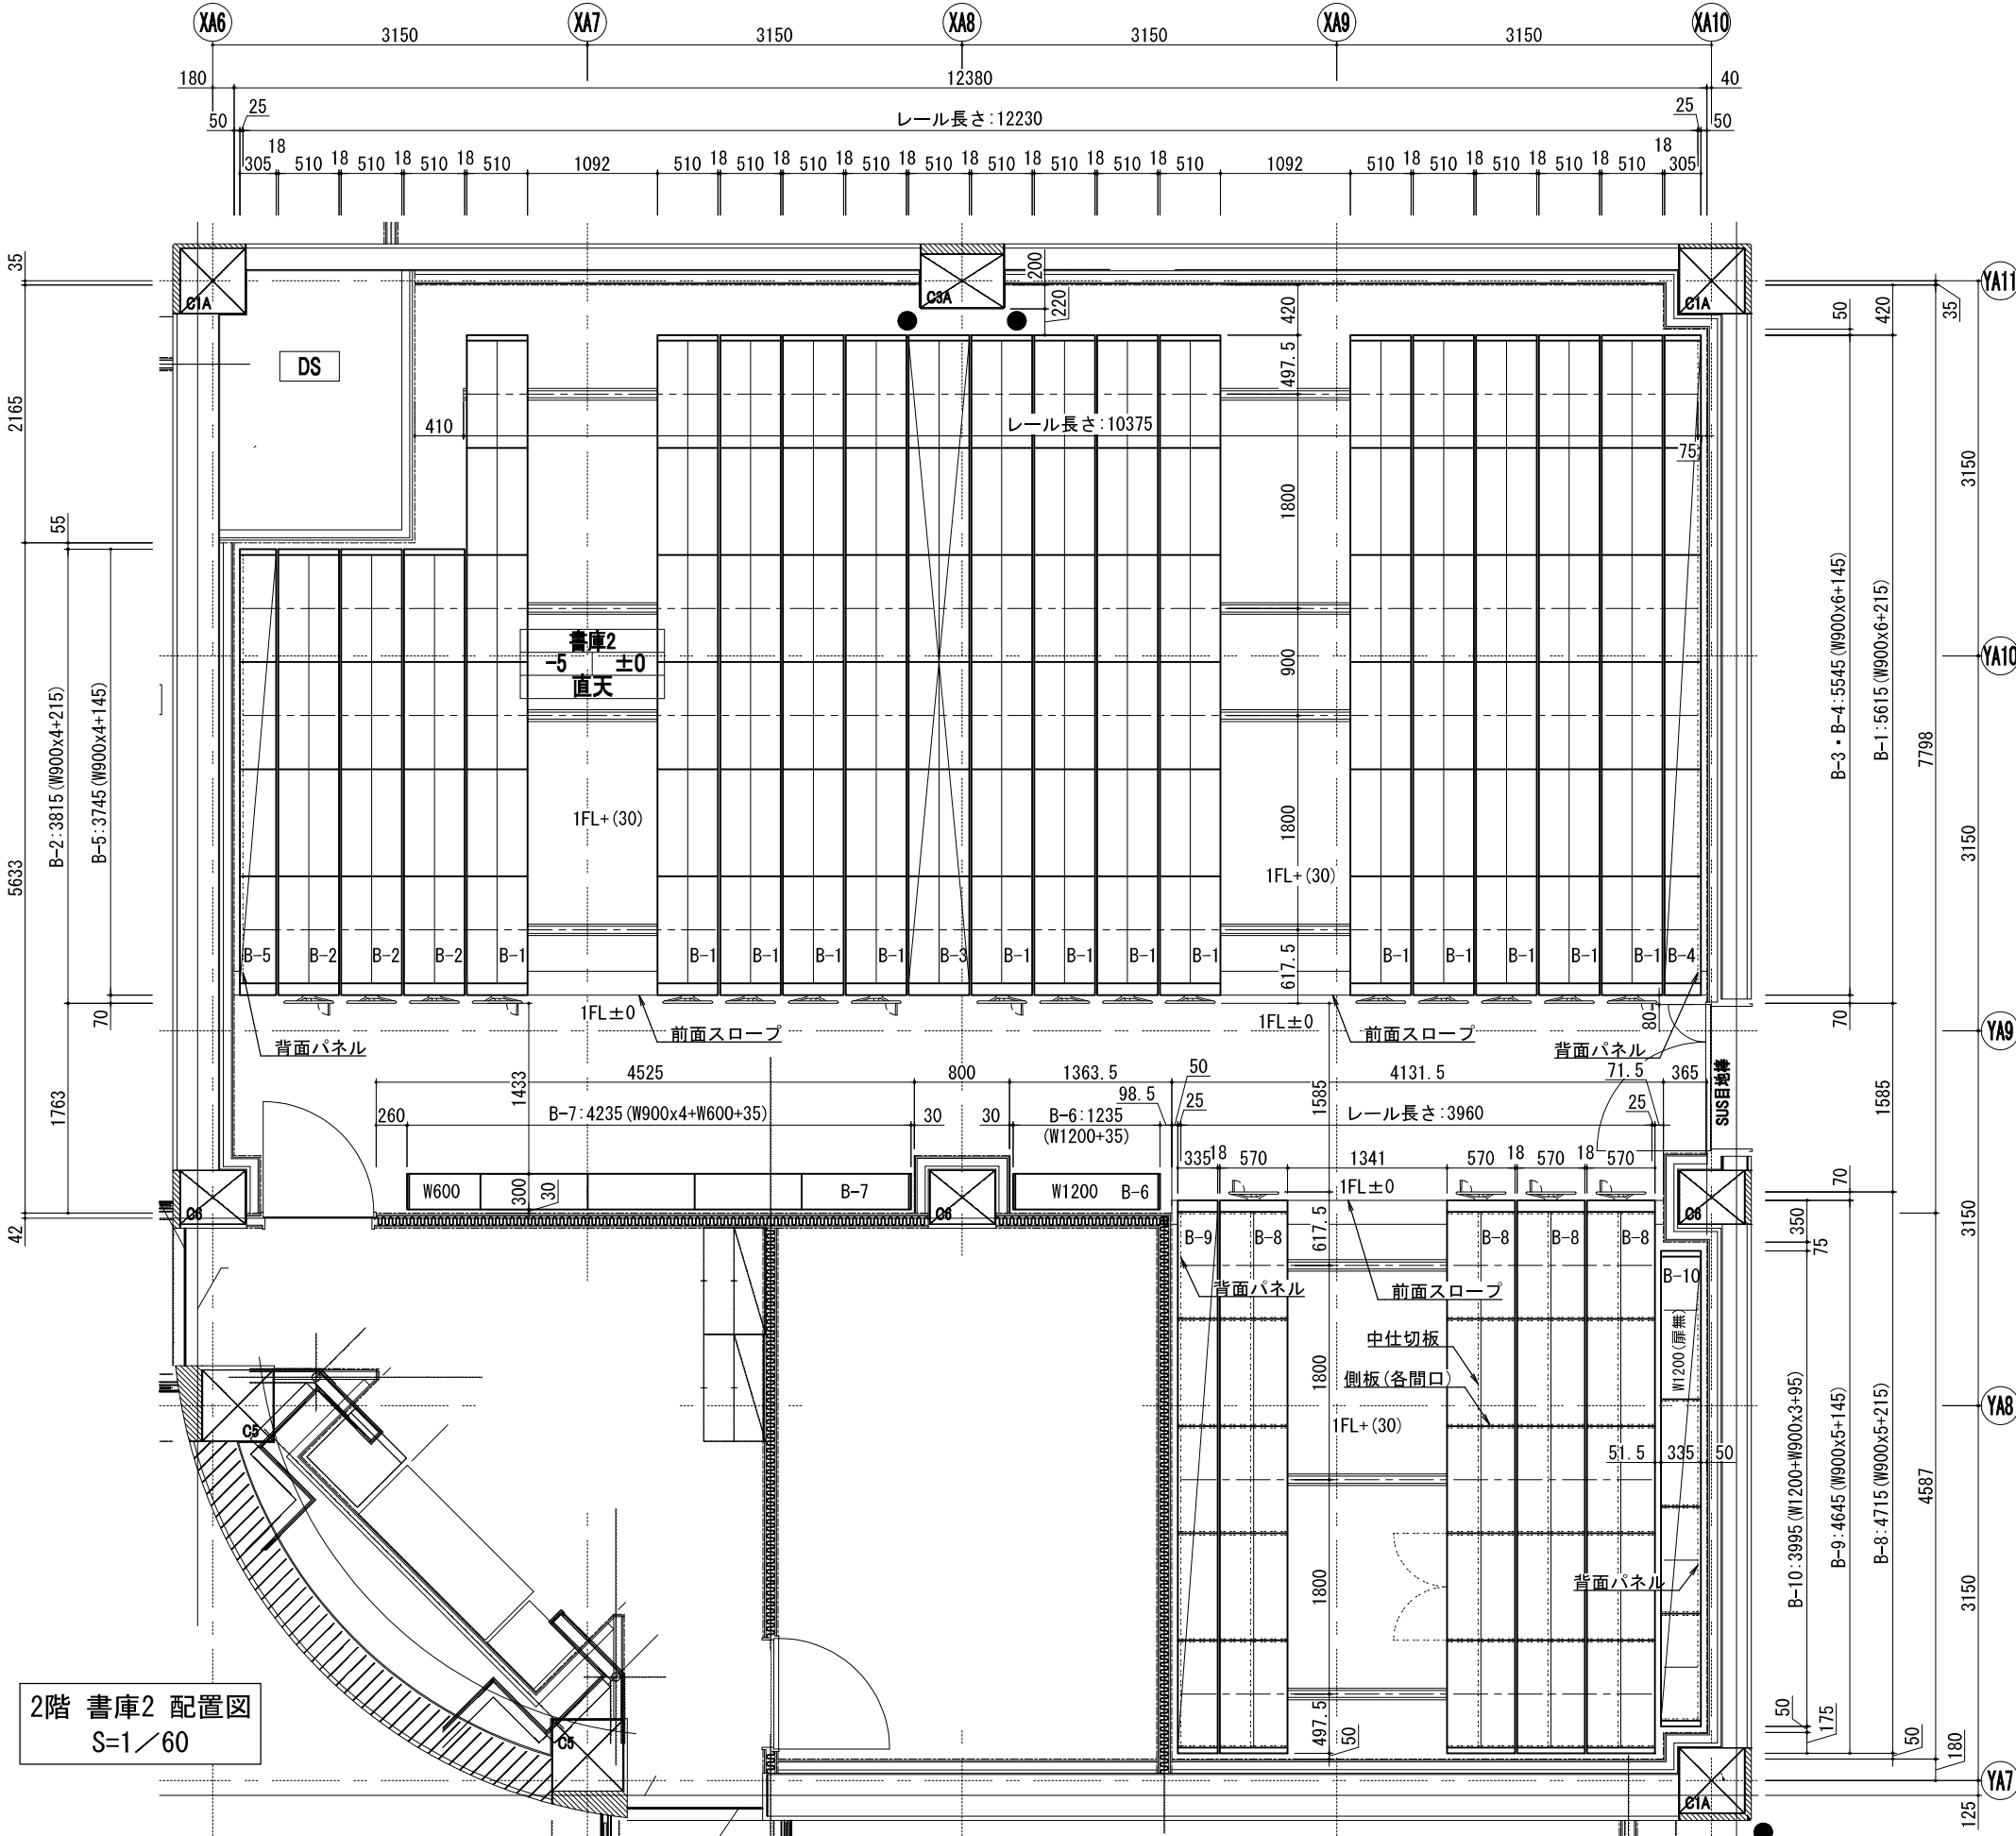 XA6 XA7 XA8 XA9 XA10
3150 3150 3150 3150
180 12380 40
25 レール長さ:12230 25
50 50
18 18
305 510 18 510 18 510 18 510 1092 510 18 510 18 510 18 510 18 510 18 510 18 510 18 510 18 510 1092 510 18 510 18 510 18 510 18 510 305
35
2165
55
5633
B-2:3815(W900x4+215)
B-5:3745(W900x4+145)
70
1763
42
C1A
C3A
C1A
200
220
420
497.5
DS
410
レール長さ:10375
75
1800
書庫2
-5 ±0
直天
900
1FL+(30)
1800
1FL+(30)
617.5
B-5 B-2 B-2 B-2 B-1 B-1 B-1 B-1 B-1 B-3 B-1 B-1 B-1 B-1 B-1 B-1 B-1 B-1 B-1 B-4
1FL±0
前面スロープ
1FL±0
前面スロープ
80
背面パネル
背面パネル
YA11
50
420
35
3150
B-3・B-4:5545(W900x6+145)
B-1:5615(W900x6+215)
7798
YA10
3150
70
YA9
1585
SUS目地棒
1433
4525 800 1363.5 50 4131.5 71.5 365
98.5
260 B-7:4235(W900x4+W600+35) 30 30 B-6:1235 25 レール長さ:3960 25
(W1200+35)
1585
335 18 570 1341 570 18 570 18 570
W600 300 30 B-7 W1200 B-6
1FL±0
C6
C6
C6
70
3150
350
75
B-9 B-8 617.5 B-8 B-8 B-8
B-10
背面パネル
前面スロープ
W1200(扉無)
中仕切板
1800
側板(各間口)
1FL+(30)
YA8
51.5 335 50
B-10:3995(W1200+W900x3+95)
B-9:4645(W900x5+145)
B-8:4715(W900x5+215)
4587
3150
1800
背面パネル
C5
C5
497.5
50
50
175
50
180
YA7
C1A
125
2階 書庫2 配置図
S=1／60